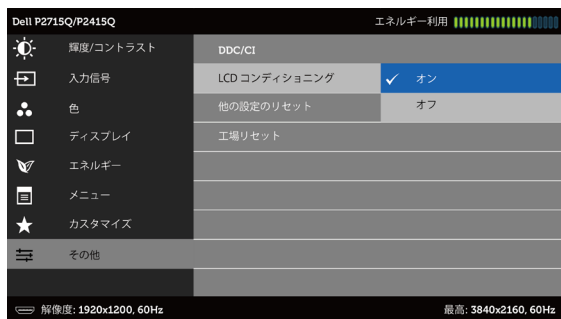 Dell P2715Q/P2415Q エネルギー利用
輝度/コントラスト DDC/CI
入力信号 LCD コンディショニング オン
色 他の設定のリセット オフ
ディスプレイ 工場リセット
エネルギー
メニュー
カスタマイズ
その他
解像度: 1920x1200, 60Hz 最高: 3840x2160, 60Hz